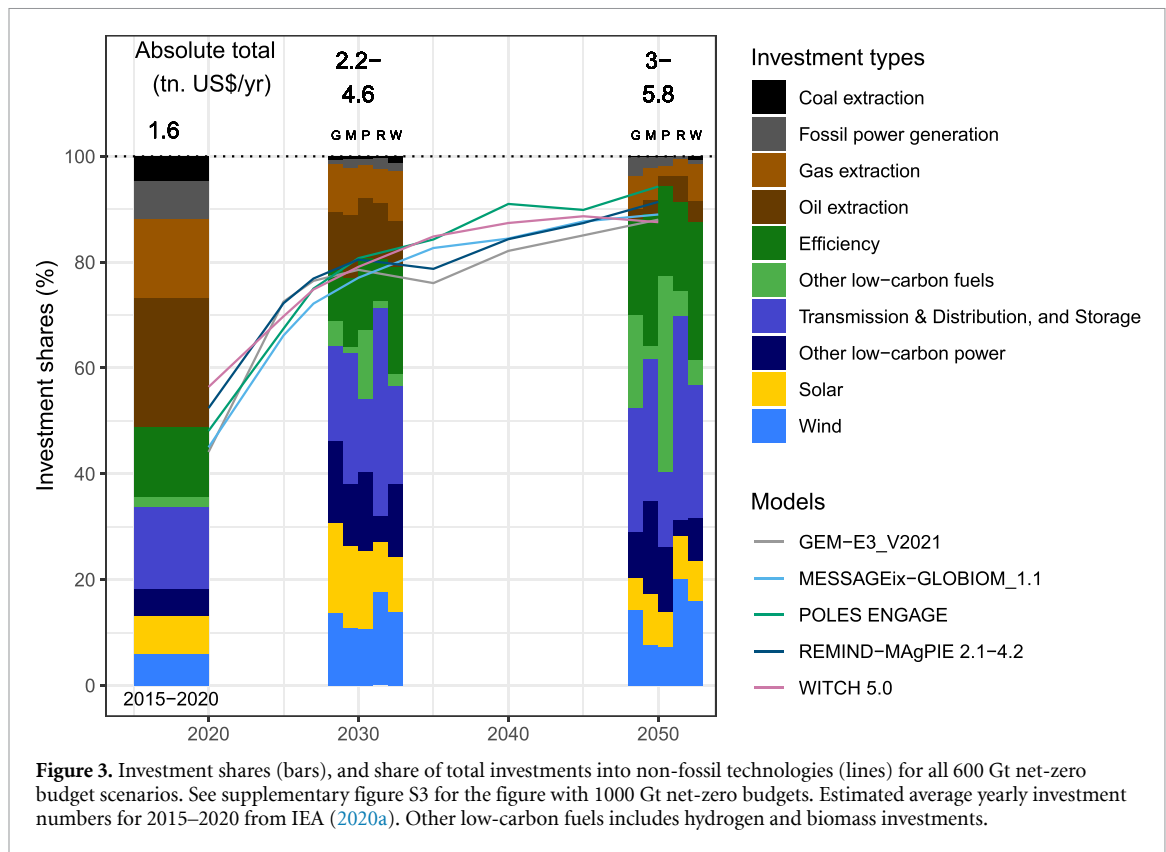 Absolute total
(tn. US$/yr)
1.6
2.2−
4.6
3−
5.8
G M P R W
G M P R W
100
80
60
40
20
0
Investment shares (%)
2015−2020
2020
2030
2040
2050
Investment types
Coal extraction
Fossil power generation
Gas extraction
Oil extraction
Efficiency
Other low−carbon fuels
Transmission & Distribution, and Storage
Other low−carbon power
Solar
Wind
Models
GEM−E3_V2021
MESSAGEix−GLOBIOM_1.1
POLES ENGAGE
REMIND−MAgPIE 2.1−4.2
WITCH 5.0
Figure 3. Investment shares (bars), and share of total investments into non-fossil technologies (lines) for all 600 Gt net-zero
budget scenarios. See supplementary figure S3 for the figure with 1000 Gt net-zero budgets. Estimated average yearly investment
numbers for 2015–2020 from IEA (2020a). Other low-carbon fuels includes hydrogen and biomass investments.